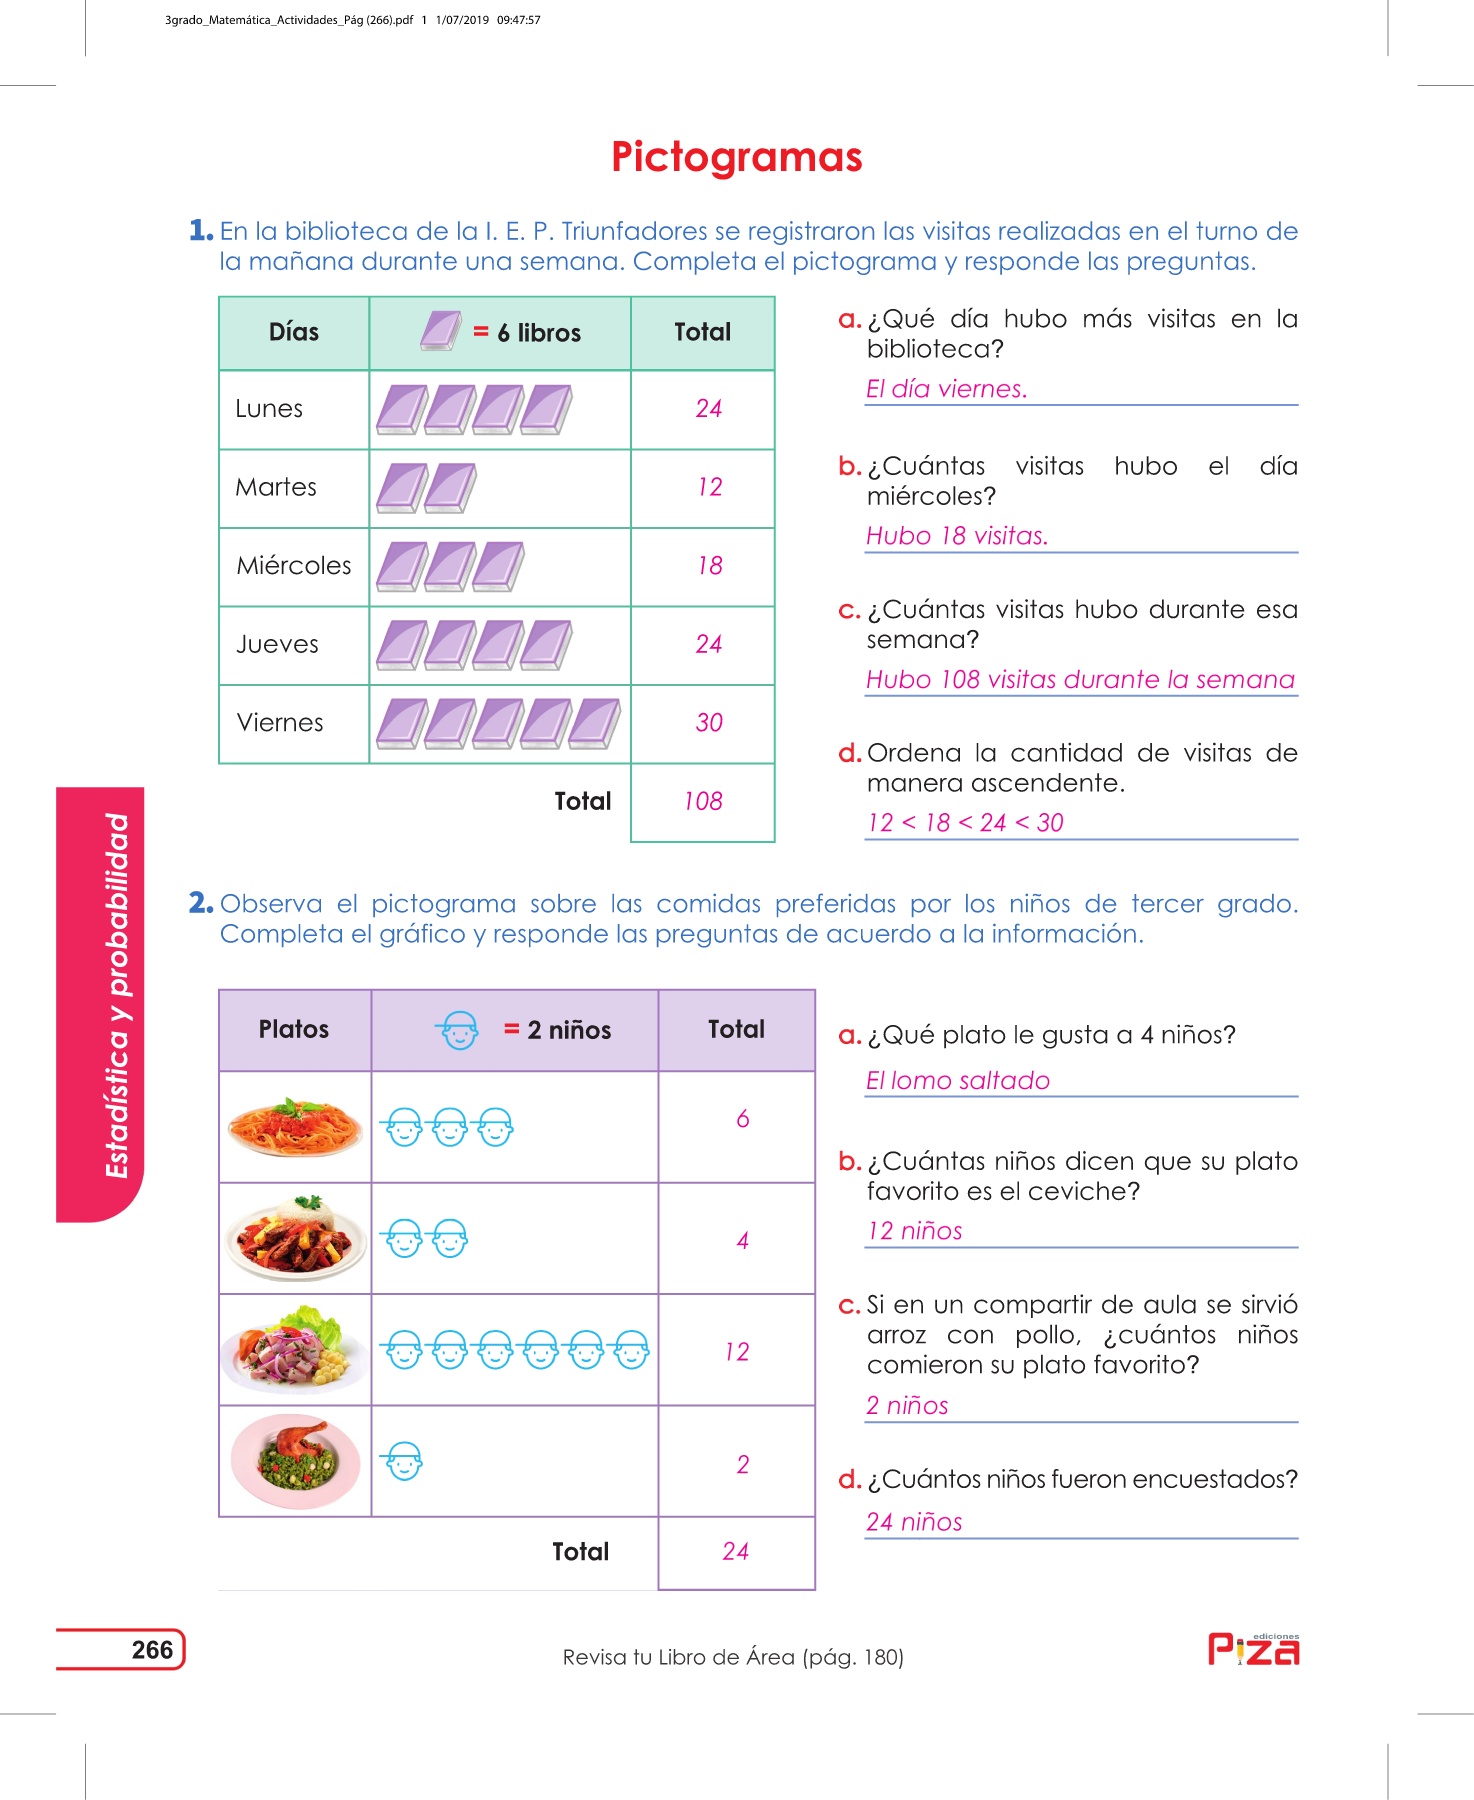 3grado_Matemática_Actividades_Pág (266).pdf 1 1/07/2019 09:47:57
Pictogramas
1. En la biblioteca de la I. E. P. Triunfadores se registraron las visitas realizadas en el turno de
la mañana durante una semana. Completa el pictograma y responde las preguntas.
Días = 6 libros Total
Lunes 24
Martes 12
Miércoles 18
Jueves 24
Viernes 30
Total 108
a. ¿Qué día hubo más visitas en la
biblioteca?
El día viernes.
b. ¿Cuántas visitas hubo el día
miércoles?
Hubo 18 visitas.
c. ¿Cuántas visitas hubo durante esa
semana?
Hubo 108 visitas durante la semana
d. Ordena la cantidad de visitas de
manera ascendente.
12 < 18 < 24 < 30
Estadística y probabilidad
2. Observa el pictograma sobre las comidas preferidas por los niños de tercer grado.
Completa el gráfico y responde las preguntas de acuerdo a la información.
Platos = 2 niños Total
6
4
12
2
Total 24
a. ¿Qué plato le gusta a 4 niños?
El lomo saltado
b. ¿Cuántas niños dicen que su plato
favorito es el ceviche?
12 niños
c. Si en un compartir de aula se sirvió
arroz con pollo, ¿cuántos niños
comieron su plato favorito?
2 niños
d. ¿Cuántos niños fueron encuestados?
24 niños
266
Revisa tu Libro de Área (pág. 180)
ediciones
Piza